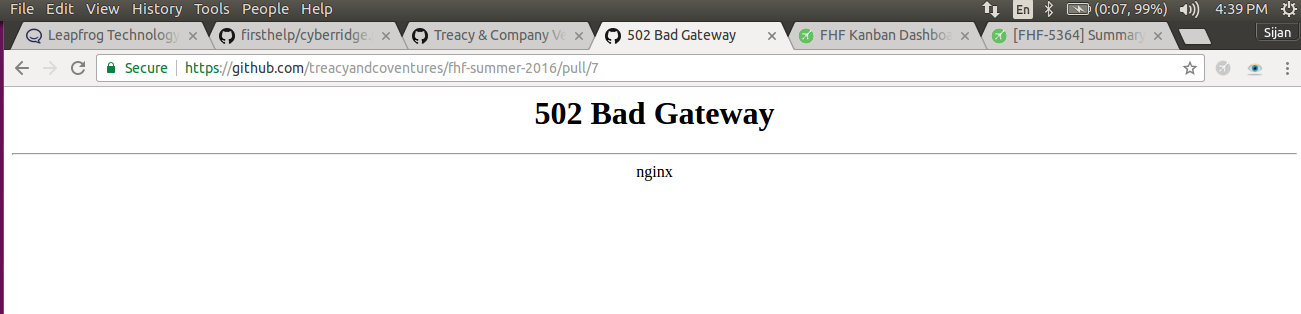 File Edit View History Tools People Help En (0:07, 99%) 4:39 PM
Leapfrog Technology firsthelp/cyberridge. Treacy & Company Ve 502 Bad Gateway FHF Kanban Dashboa [FHF-5364] Summary Sijan
Secure https://github.com/treacyandcoventures/fhf-summer-2016/pull/7
502 Bad Gateway
nginx